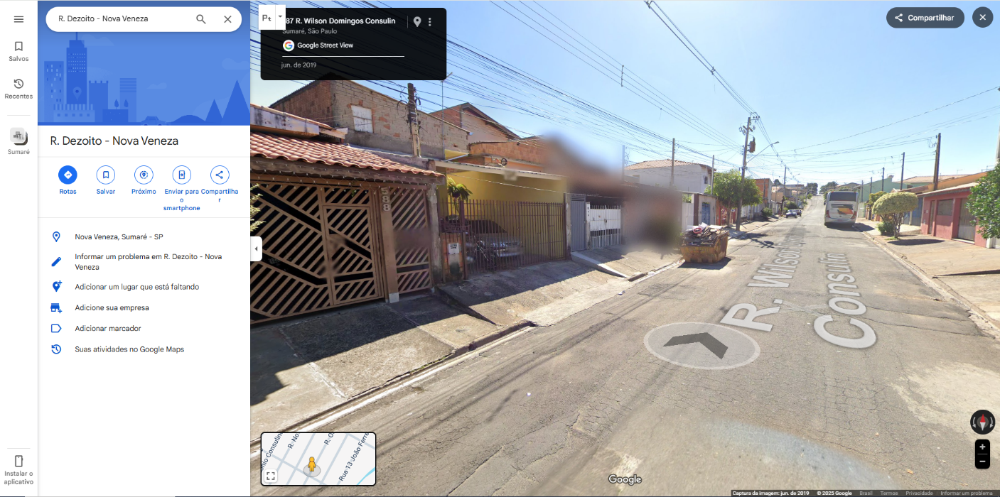 R. Dezoito - Nova Veneza
Salvos
Recentes
Sumaré
R. Dezoito - Nova Veneza
Rotas
Salvar
Próximo
Enviar para
o
smartphone
Compartilha
r
Nova Veneza, Sumaré - SP
Informar um problema em R. Dezoito - Nova
Veneza
Adicionar um lugar que está faltando
Adicione sua empresa
Adicionar marcador
Suas atividades no Google Maps
Instalar o
aplicativo
87 R. Wilson Domingos Consulin
Sumaré, São Paulo
Google Street View
jun. de 2019
Compartilhar
588
R. Wilson
Consulin
R. No
R. O
Rua 13-João Ferre
Google
Captura da imagem: jun. de 2019 © 2025 Google Brasil Termos Privacidade Informar um problema